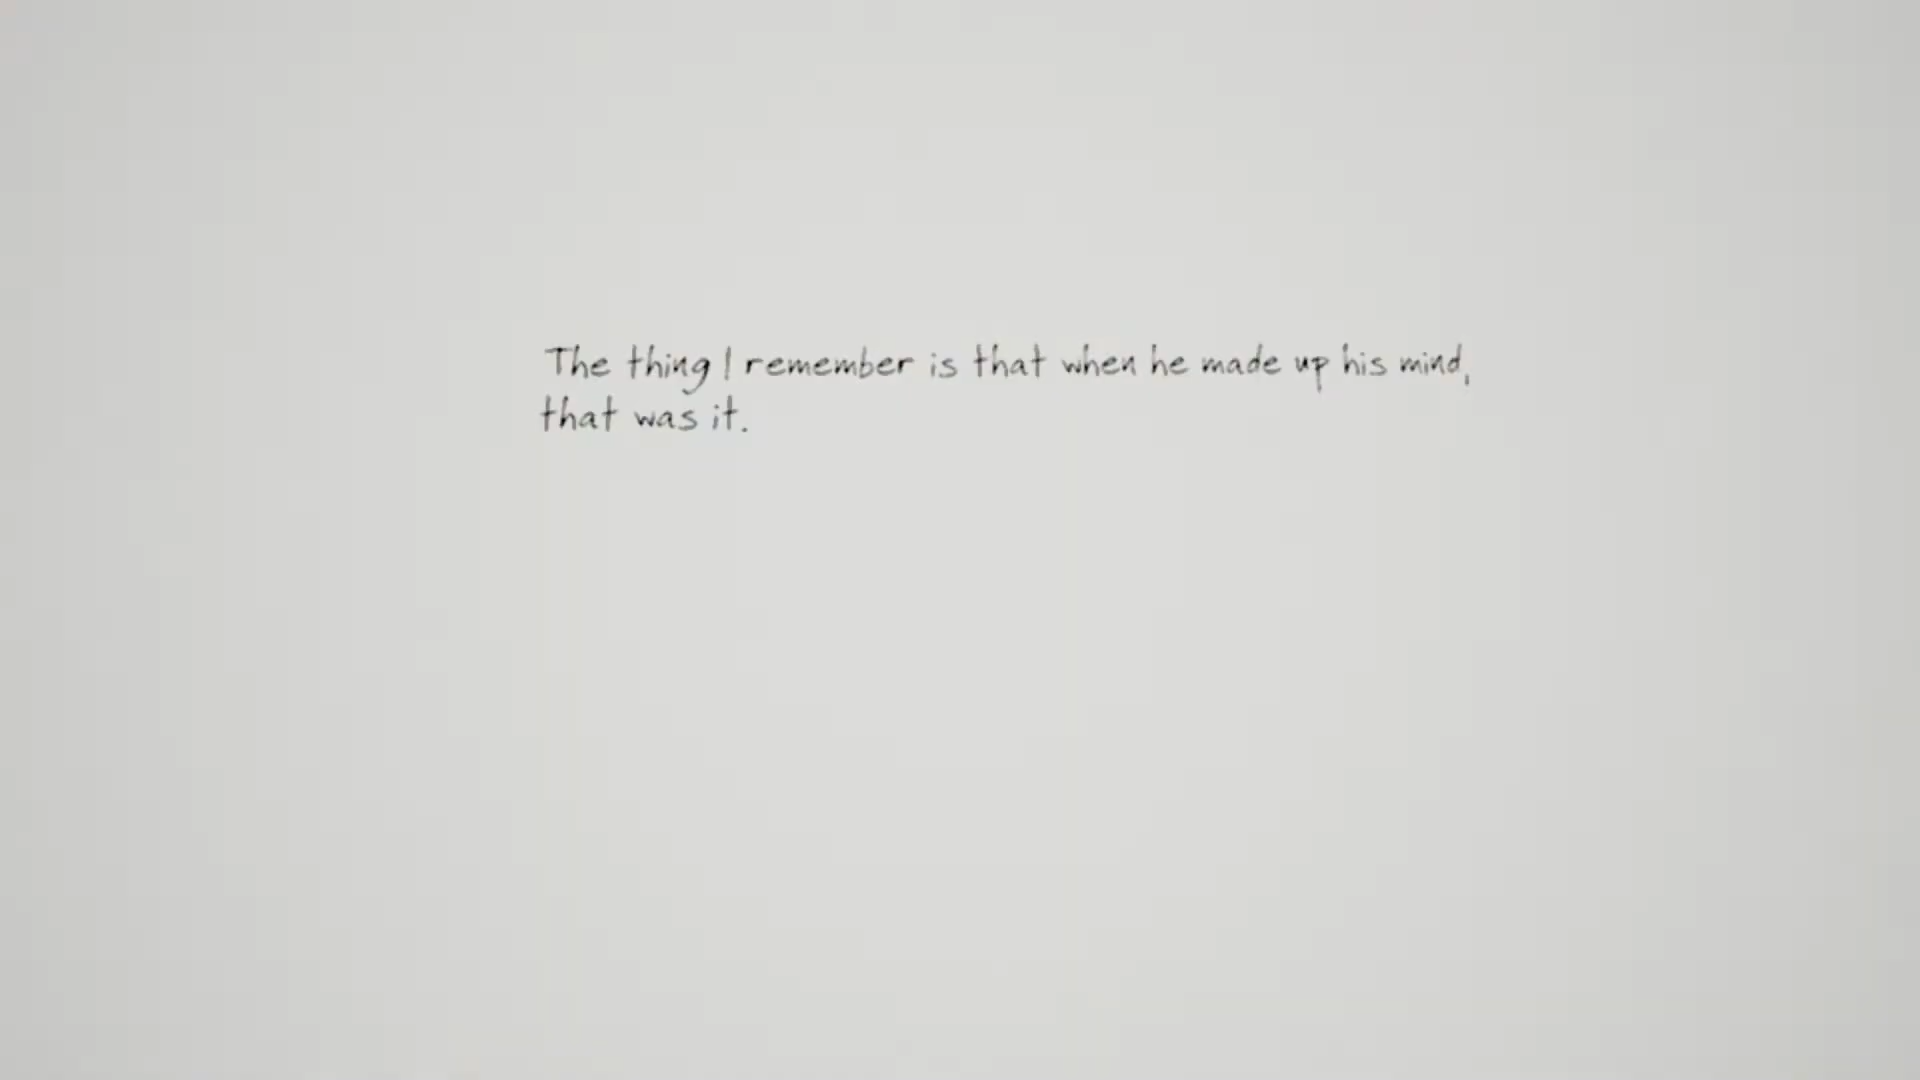 The thing I remember is that when he made up his mind,
that was it.